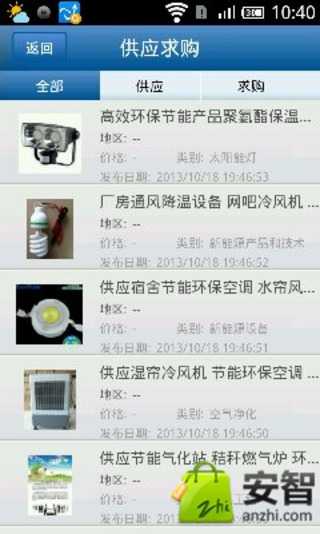 10:40
返回
供应求购
全部
供应
求购
高效环保节能产品聚氨酯保温...
地区: --
价格: -- 类别: 太阳能灯
发布日期: 2013/10/18 19:46:53
厂房通风降温设备 网吧冷风机 ...
地区: --
价格: -- 类别: 新能源产品和技术
发布日期: 2013/10/18 19:46:52
供应宿舍节能环保空调 水帘风...
地区: --
价格: -- 类别: 新能源设备
发布日期: 2013/10/18 19:46:51
供应湿帘冷风机 节能环保空调 ...
地区: --
价格: -- 类别: 空气净化
发布日期: 2013/10/18 19:46:50
供应节能气化站 秸秆燃气炉 环...
地区: --
价格: --
发布日期: 2013/10/18 19:46:49
zhi
安智
anzhi.com